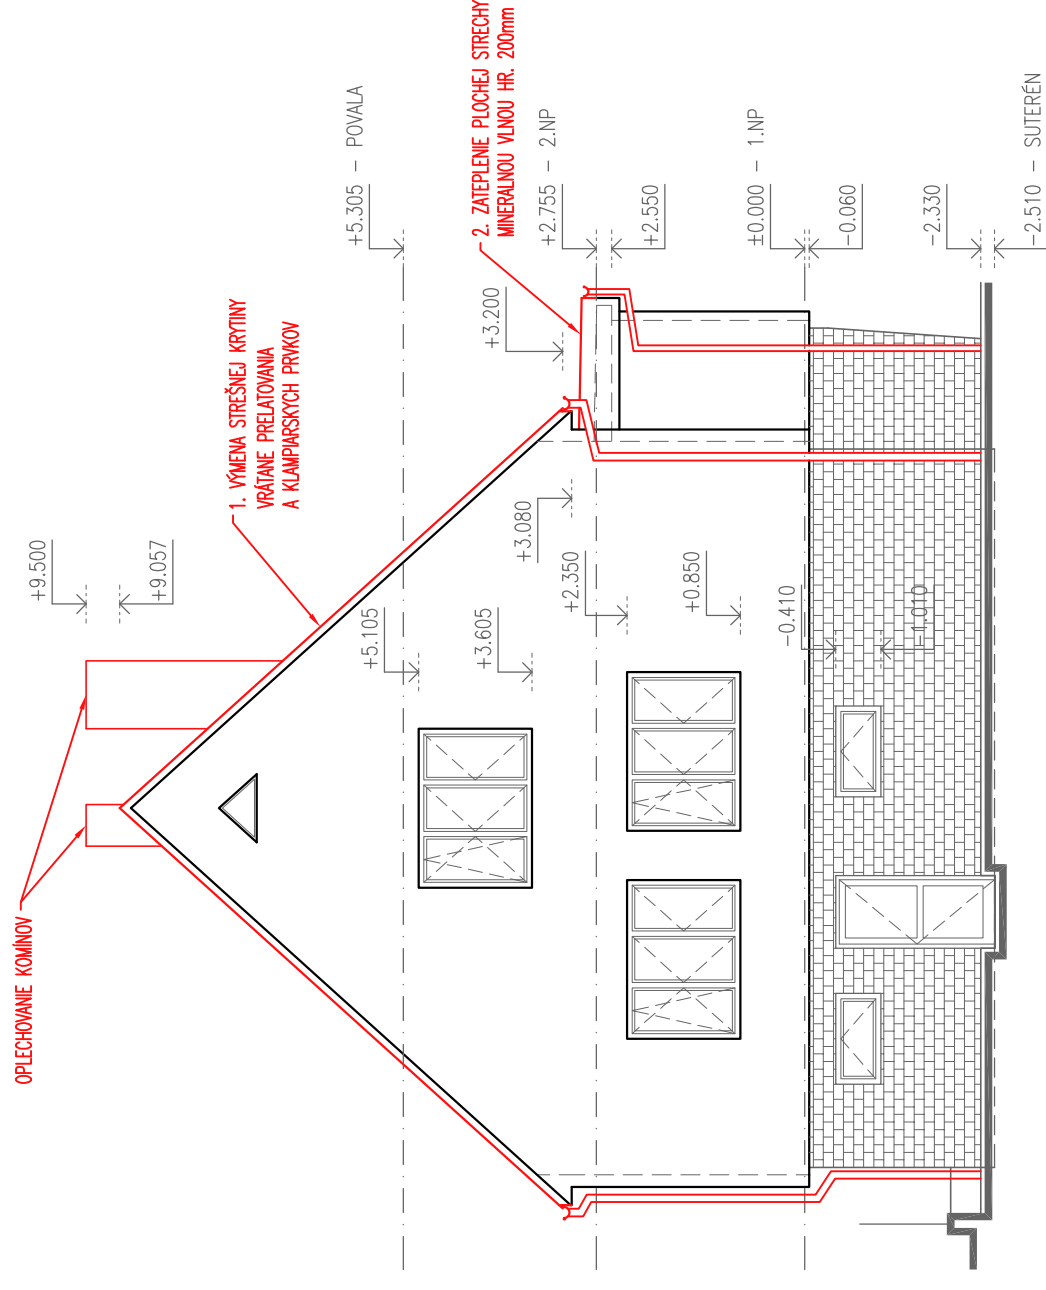 OPLECHOVANIE KOMÍNOV
+9.500
+9.057
1. VÝMENA STREŠNEJ KRYTINY
VRÁTANE PRELAŤOVANIA
A KLAMPIARSKYCH PRVKOV
+5.305 - POVALA
2. ZATEPLENIE PLOCHEJ STRECHY
MINERALNOU VLNOU HR. 200mm
+3.200
+2.755 - 2.NP
+2.550
+5.105
+3.605
+3.080
+2.350
+0.850
±0.000 - 1.NP
-0.060
-0.410
-1.010
-2.330
-2.510 - SUTERÉN